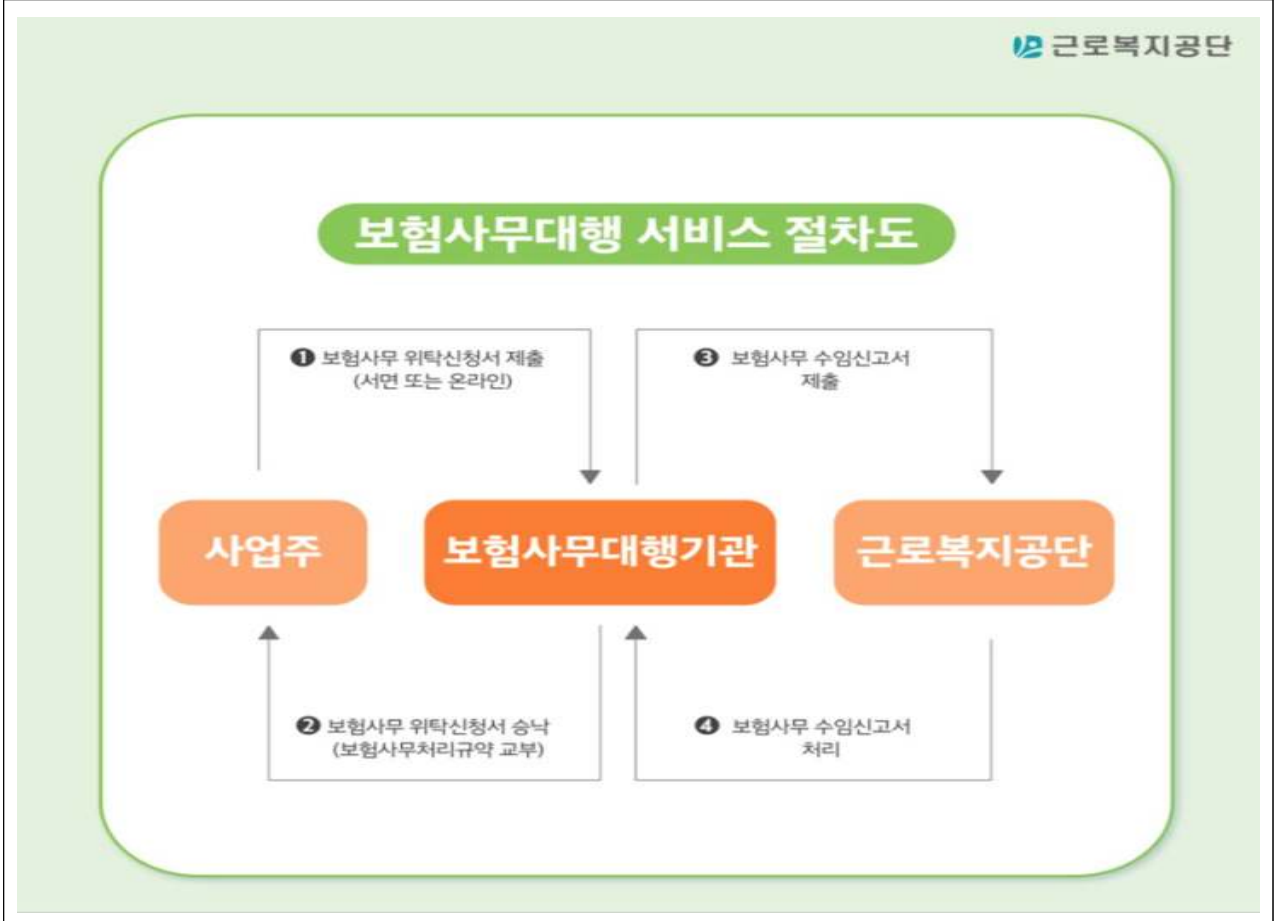 근로복지공단
보험사무대행 서비스 절차도
❶ 보험사무 위탁신청서 제출
(서면 또는 온라인)
❸ 보험사무 수임신고서
제출
사업주
보험사무대행기관
근로복지공단
❷ 보험사무 위탁신청서 승낙
(보험사무처리규약 교부)
❹ 보험사무 수임신고서
처리